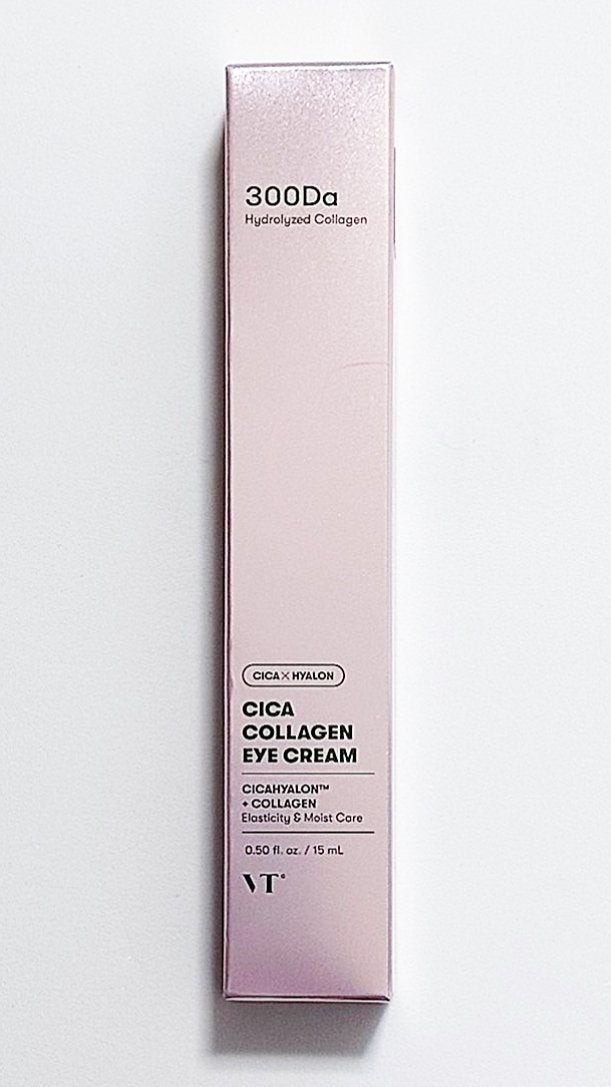 300Da
Hydrolyzed Collagen
CICA×HYALON
CICA
COLLAGEN
EYE CREAM
CICAHYALON™
+ COLLAGEN
Elasticity & Moist Care
0.50 fl. oz. / 15 mL
VT°